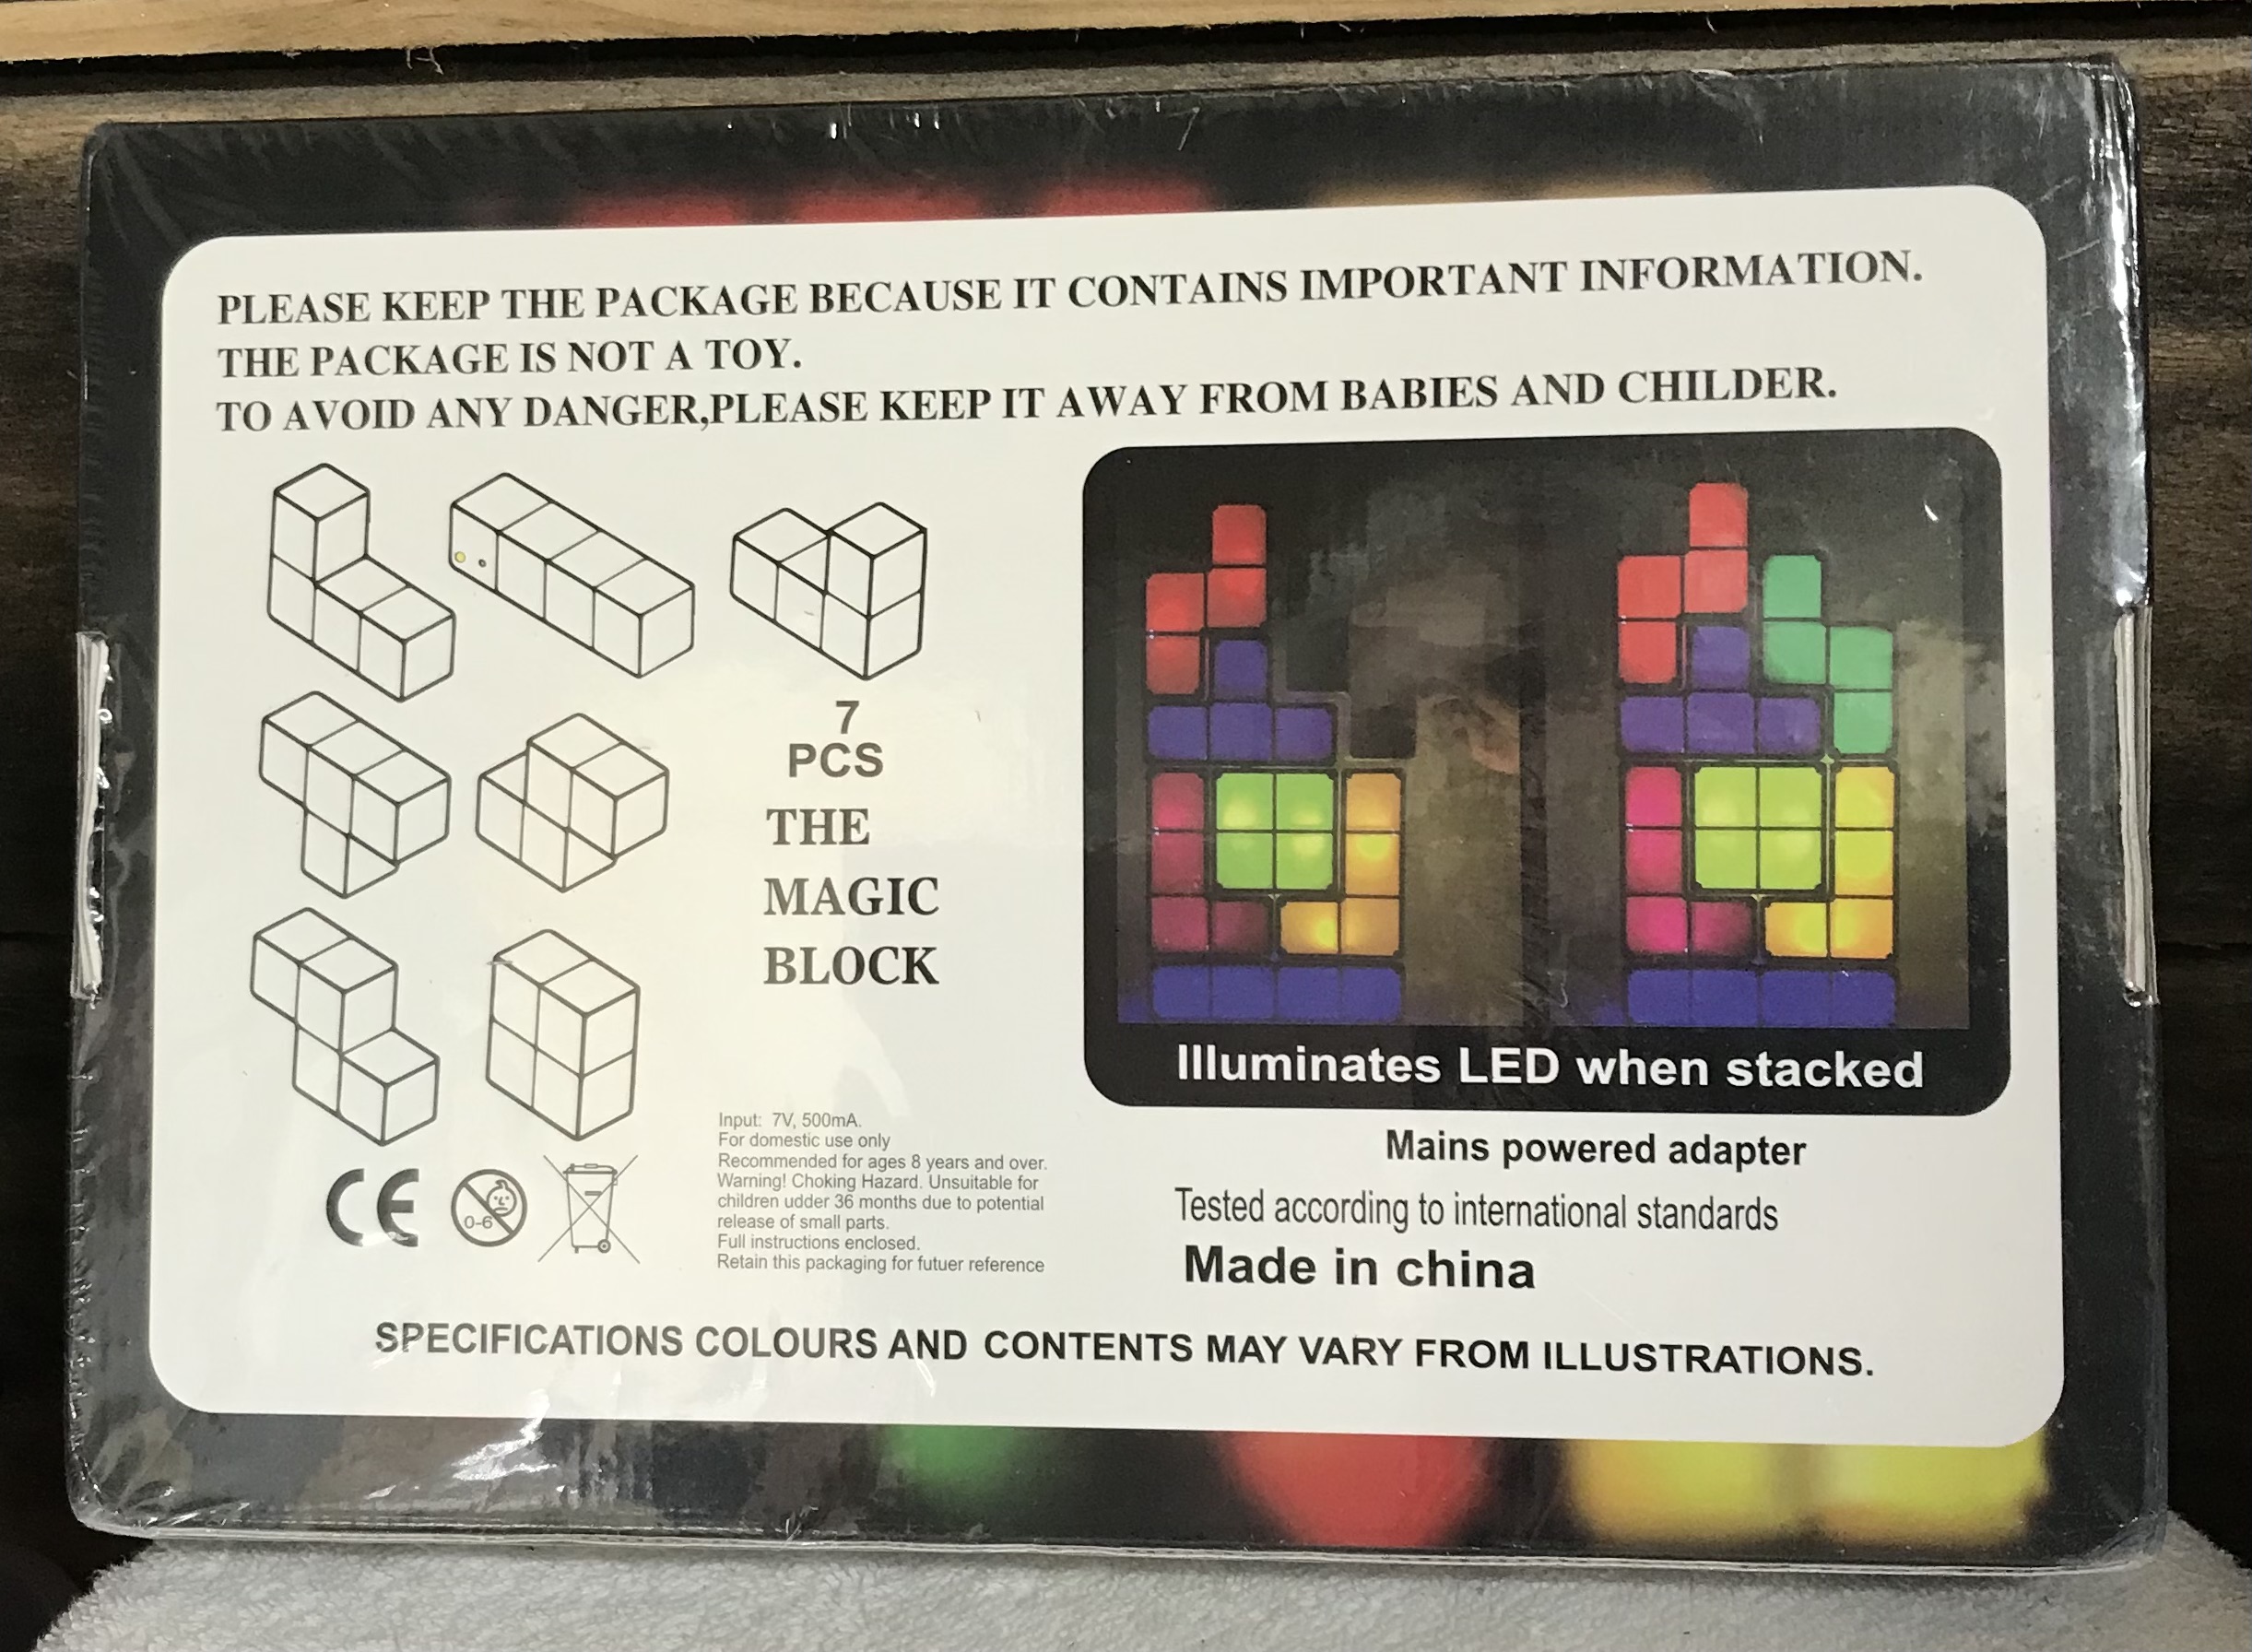 PLEASE KEEP THE PACKAGE BECAUSE IT CONTAINS IMPORTANT INFORMATION.
THE PACKAGE IS NOT A TOY.
TO AVOID ANY DANGER,PLEASE KEEP IT AWAY FROM BABIES AND CHILDER.
7
PCS
THE
MAGIC
BLOCK
Illuminates LED when stacked
Input: 7V, 500mA.
For domestic use only
Recommended for ages 8 years and over.
Warning! Choking Hazard. Unsuitable for
children udder 36 months due to potential
release of small parts.
Full instructions enclosed.
Retain this packaging for futuer reference
CE
0-6
Mains powered adapter
Tested according to international standards
Made in china
SPECIFICATIONS COLOURS AND CONTENTS MAY VARY FROM ILLUSTRATIONS.